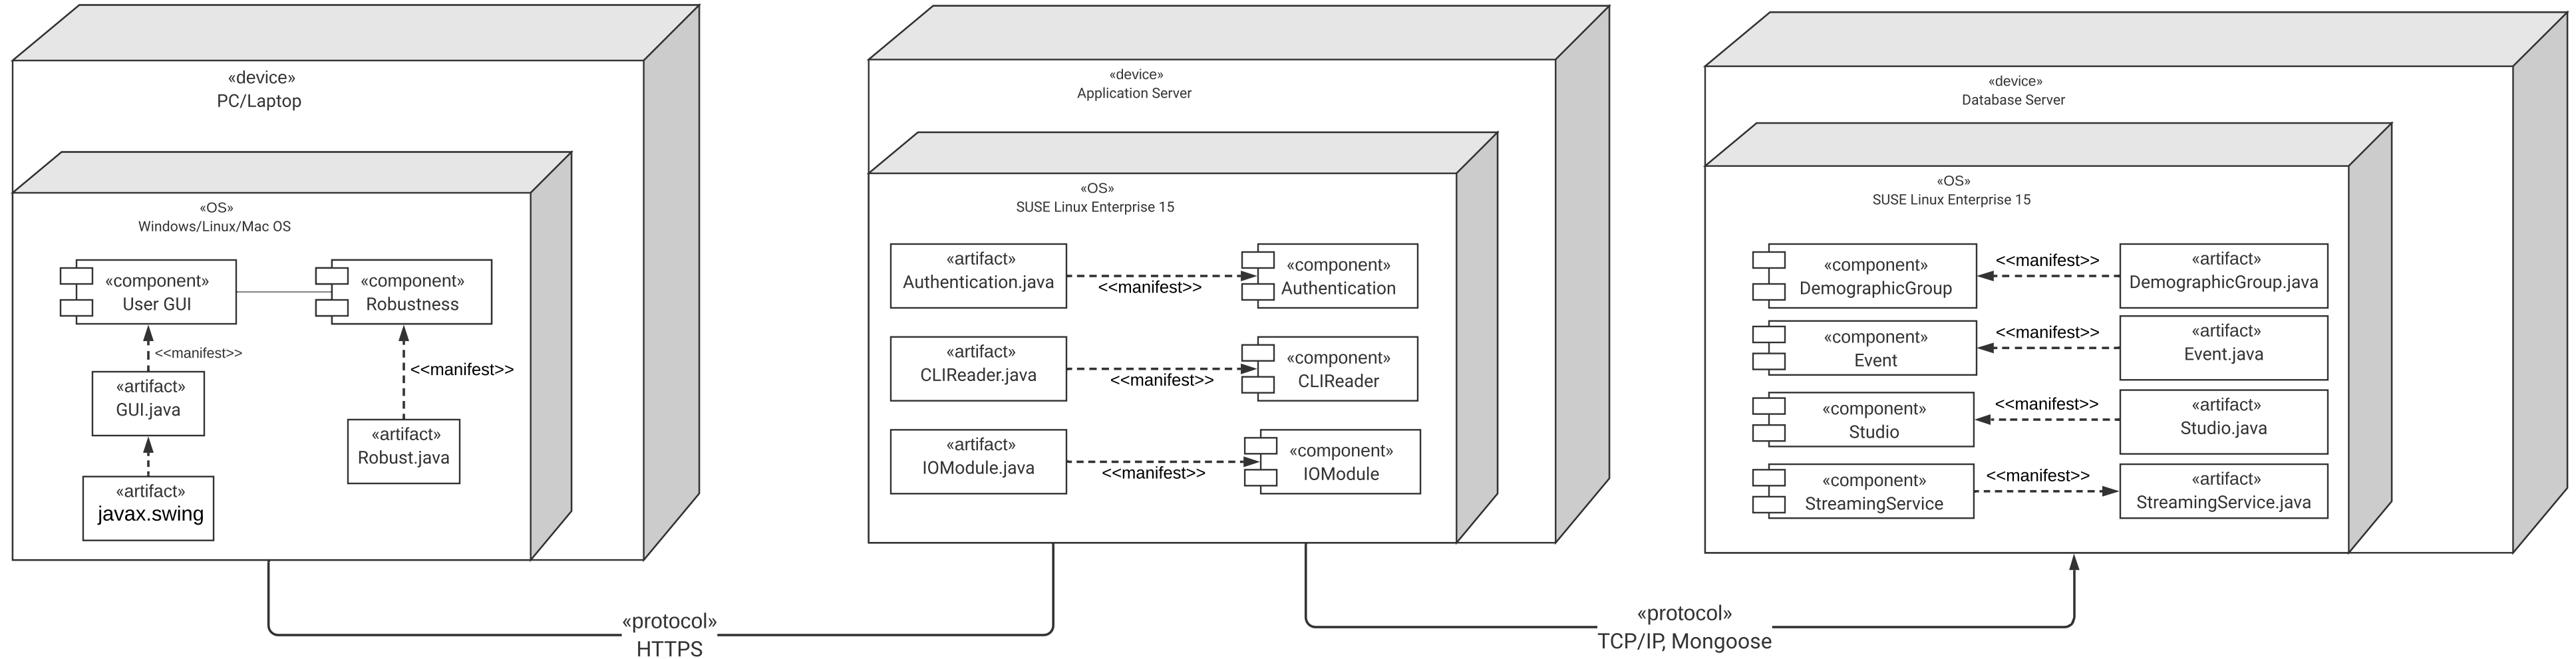 «device»
PC/Laptop
«OS»
Windows/Linux/Mac OS
«component»
User GUI
«component»
Robustness
<<manifest>>
<<manifest>>
«artifact»
GUI.java
«artifact»
Robust.java
«artifact»
javax.swing
«protocol»
HTTPS
«device»
Application Server
«OS»
SUSE Linux Enterprise 15
«artifact»
Authentication.java
<<manifest>>
«component»
Authentication
«artifact»
CLIReader.java
<<manifest>>
«component»
CLIReader
«artifact»
IOModule.java
<<manifest>>
«component»
IOModule
«protocol»
TCP/IP, Mongoose
«device»
Database Server
«OS»
SUSE Linux Enterprise 15
«component»
DemographicGroup
<<manifest>>
«artifact»
DemographicGroup.java
«component»
Event
<<manifest>>
«artifact»
Event.java
«component»
Studio
<<manifest>>
«artifact»
Studio.java
«component»
StreamingService
<<manifest>>
«artifact»
StreamingService.java